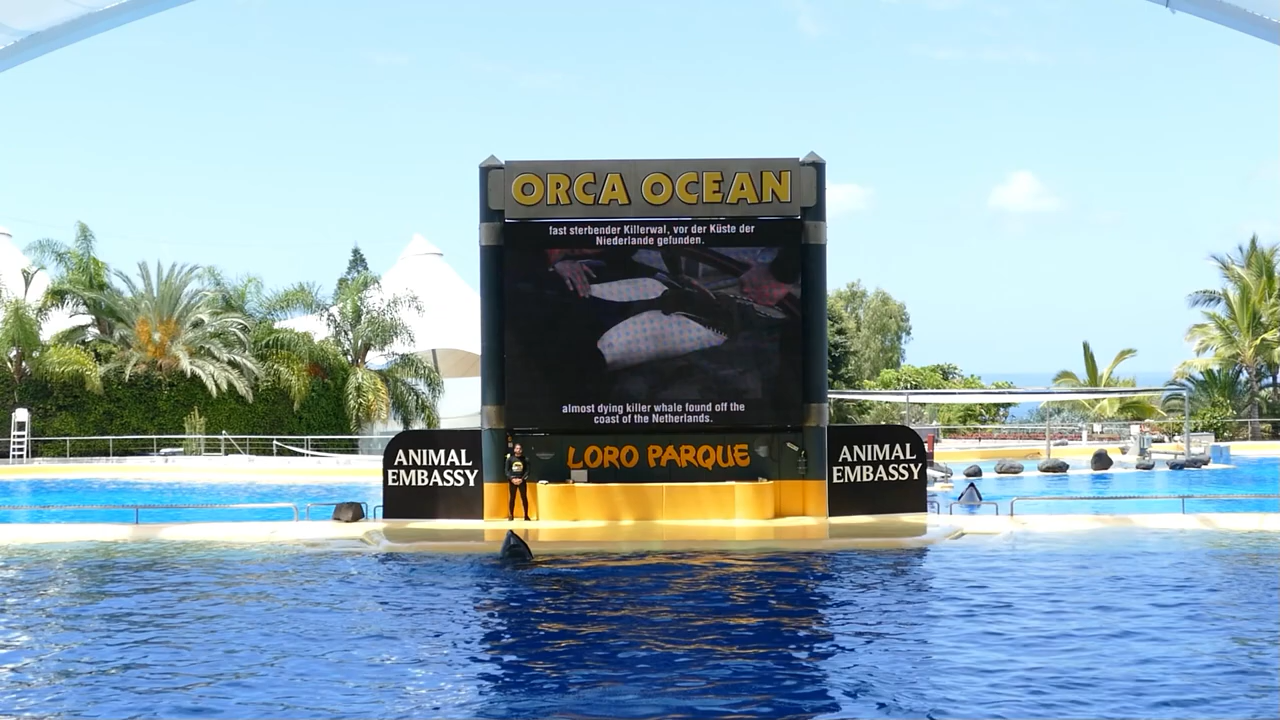 ORCA OCEAN
fast sterbender Killerwal, vor der Küste der
Niederlande gefunden.
almost dying killer whale found off the
coast of the Netherlands.
LORO PARQUE
ANIMAL
EMBASSY
ANIMAL
EMBASSY